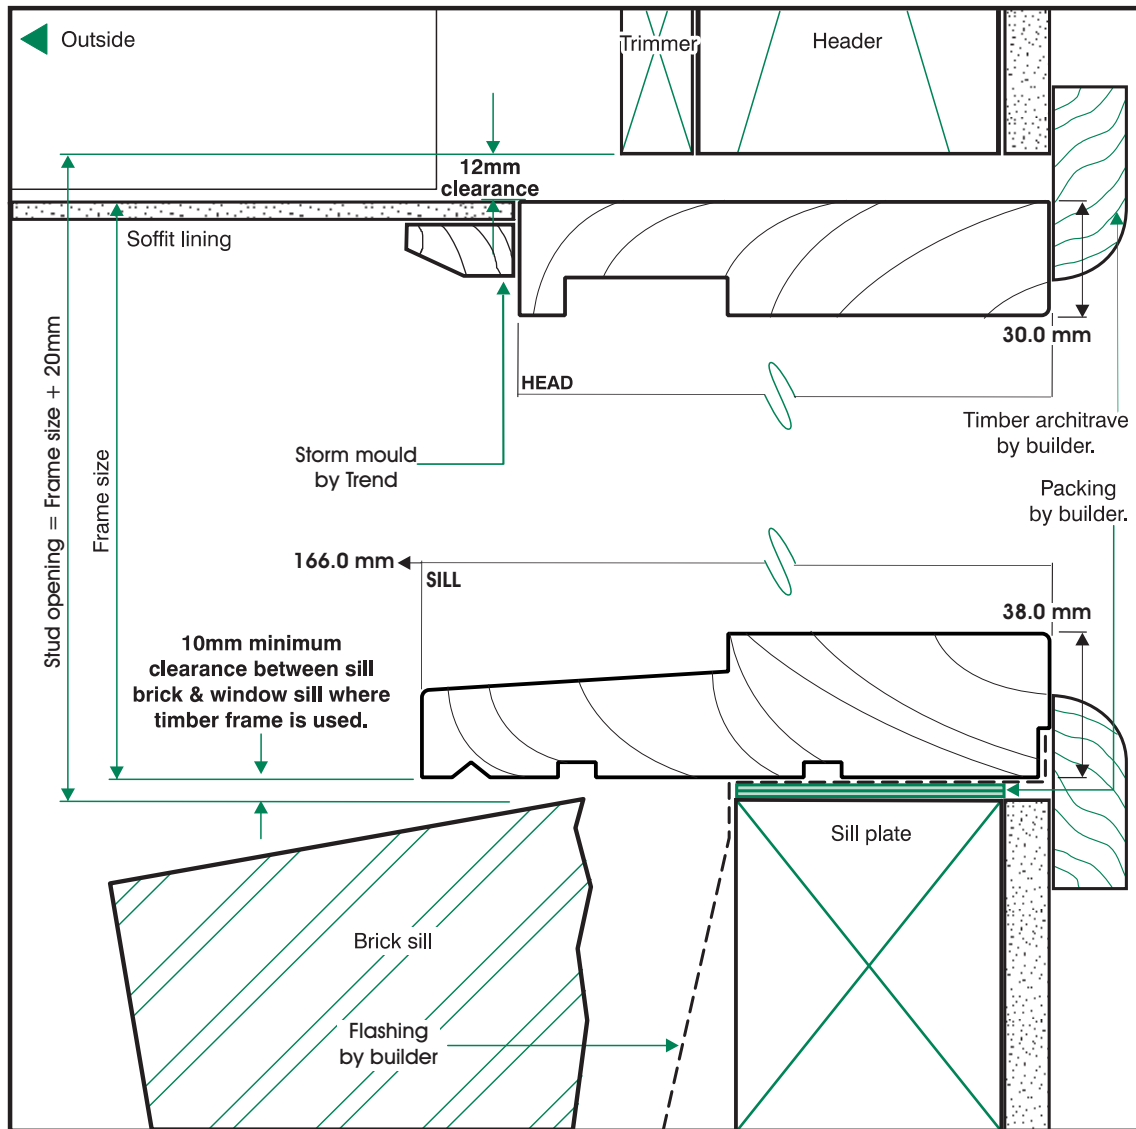 Outside
Trimmer
Header
12mm
clearance
Soffit lining
30.0 mm
HEAD
Stud opening = Frame size + 20mm
Frame size
Storm mould
by Trend
Timber architrave
by builder.
Packing
by builder.
166.0 mm
SILL
38.0 mm
10mm minimum
clearance between sill
brick & window sill where
timber frame is used.
Sill plate
Brick sill
Flashing
by builder